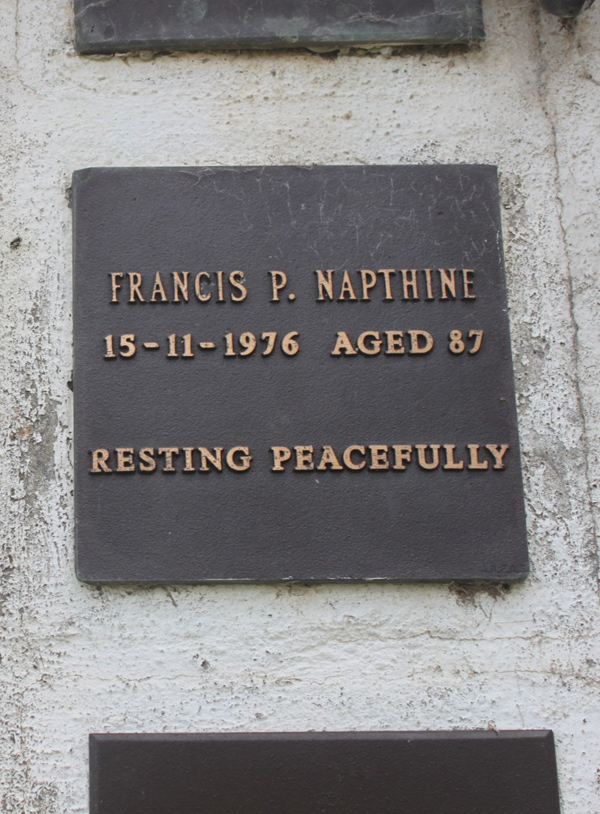 FRANCIS P. NAPTHINE
15-11-1976 AGED 87
RESTING PEACEFULLY